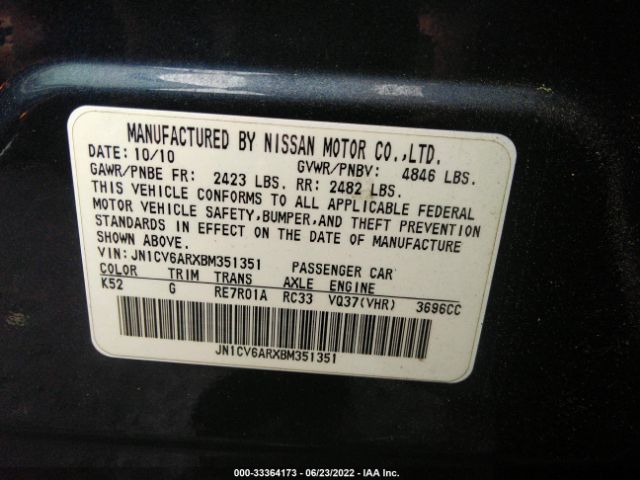 MANUFACTURED BY NISSAN MOTOR CO.,LTD.
DATE: 10/10 GVWR/PNBV: 4846 LBS.
GAWR/PNBE FR: 2423 LBS. RR: 2482 LBS.
THIS VEHICLE CONFORMS TO ALL APPLICABLE FEDERAL
MOTOR VEHICLE SAFETY,BUMPER,AND THEFT PREVENTION
STANDARDS IN EFFECT ON THE DATE OF MANUFACTURE
SHOWN ABOVE.
VIN: JN1CV6ARXBM351351 PASSENGER CAR
COLOR TRIM TRANS AXLE ENGINE
K52 G RE7R01A RC33 VQ37(VHR) 3696CC
JN1CV6ARXBM351351
000-33364173 - 06/23/2022 - IAA Inc.